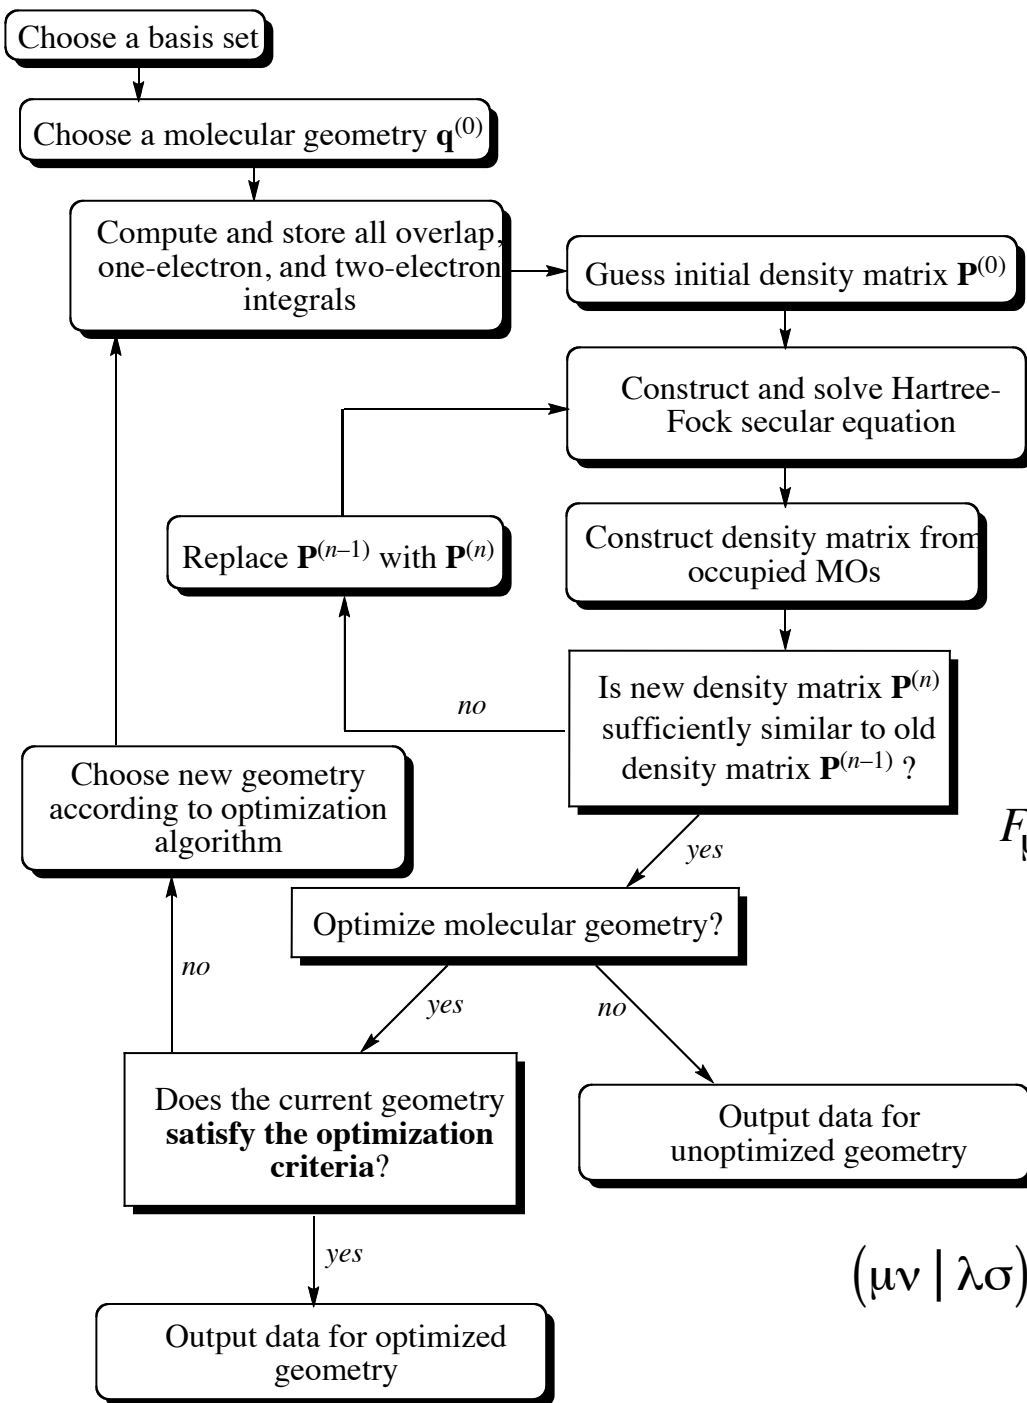 Choose a basis set
Choose a molecular geometry q(0)
Compute and store all overlap,
one-electron, and two-electron
integrals
Guess initial density matrix P(0)
Construct and solve Hartree-
Fock secular equation
Replace P(n–1) with P(n)
Construct density matrix from
occupied MOs
Is new density matrix P(n)
sufficiently similar to old
density matrix P(n–1) ?
no
Choose new geometry
according to optimization
algorithm
yes
F
Optimize molecular geometry?
no
yes
no
Does the current geometry
satisfy the optimization
criteria?
Output data for
unoptimized geometry
yes
(μν | λσ)
Output data for optimized
geometry